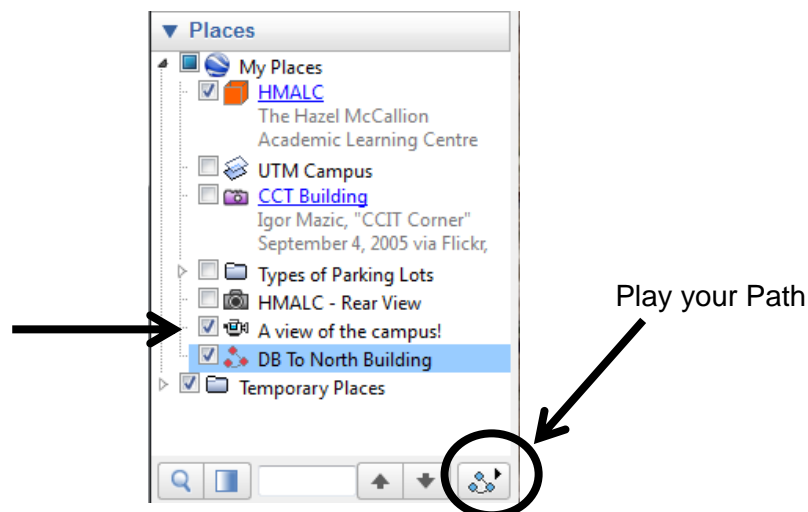 Places
My Places
HMALC
The Hazel McCallion
Academic Learning Centre
UTM Campus
CCT Building
Igor Mazic, "CCIT Corner"
September 4, 2005 via Flickr,
Types of Parking Lots
HMALC - Rear View
Play your Path
A view of the campus!
DB To North Building
Temporary Places